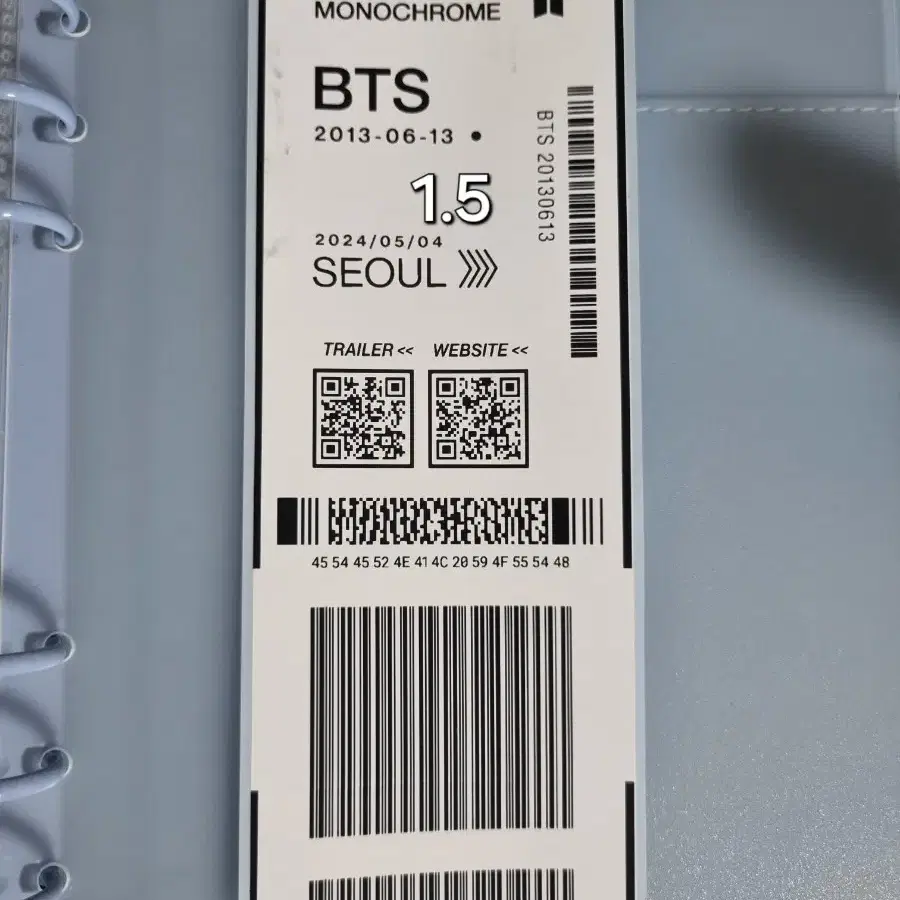 MONOCHROME
BTS
2013-06-13 •
1.5
2024/05/04
SEOUL
BTS 20130613
TRAILER << WEBSITE <<
MONOCHROME
45 54 45 52 4E 41 4C 20 59 4F 55 54 48